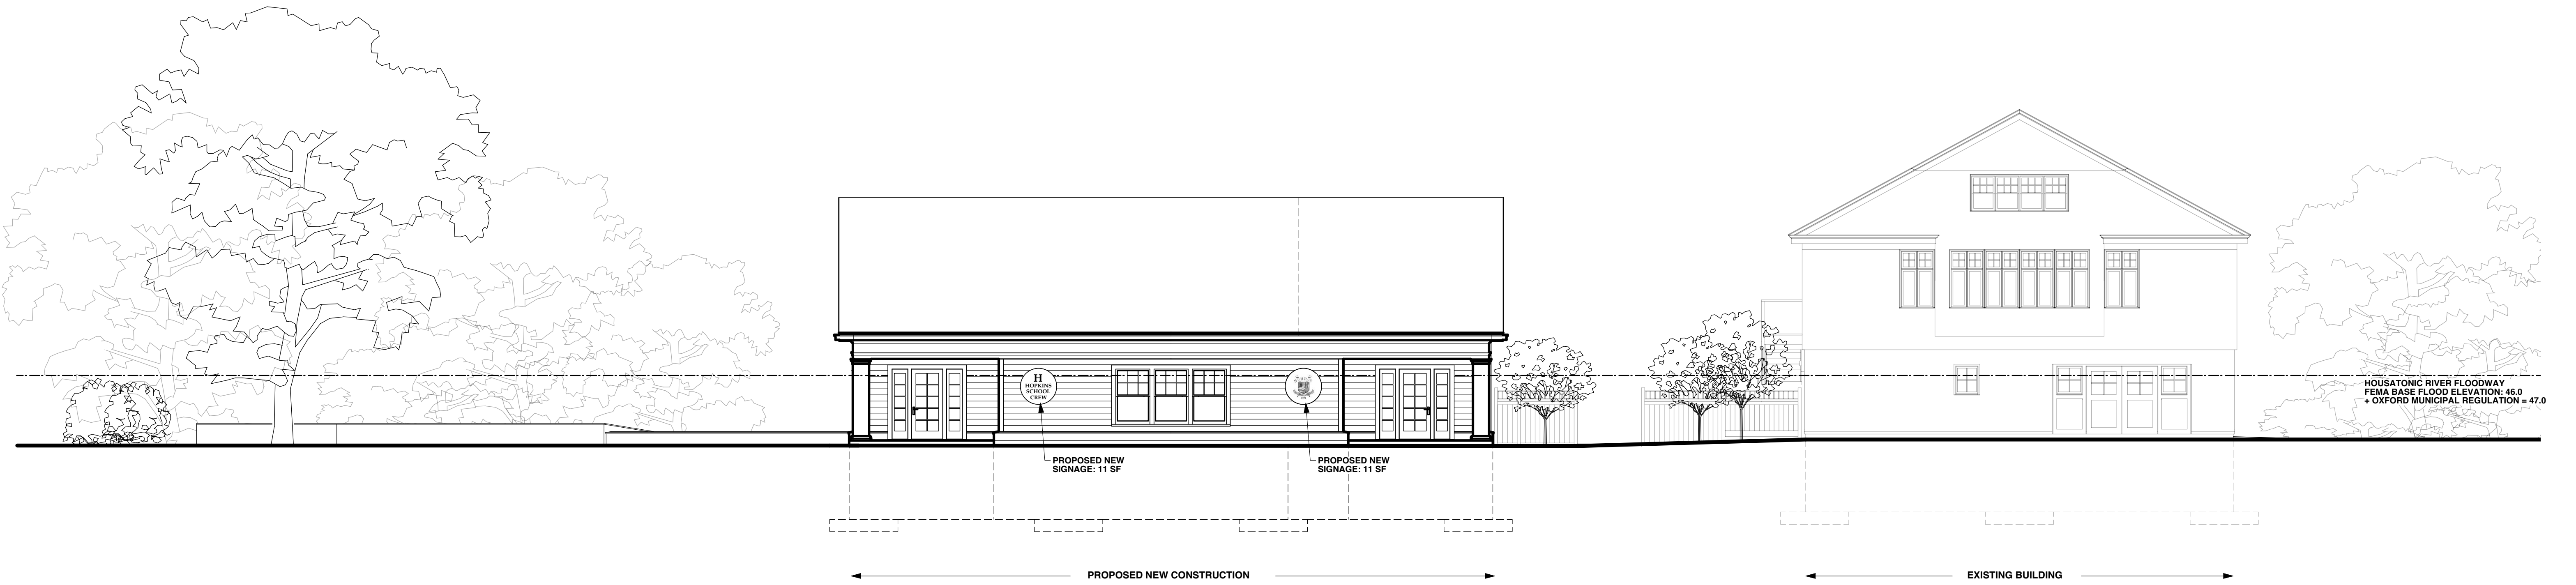 H
HOPKINS
SCHOOL
CREW
HOUSATONIC RIVER FLOODWAY
FEMA BASE FLOOD ELEVATION: 46.0
+ OXFORD MUNICIPAL REGULATION = 47.0
PROPOSED NEW
SIGNAGE: 11 SF
PROPOSED NEW
SIGNAGE: 11 SF
PROPOSED NEW CONSTRUCTION
EXISTING BUILDING